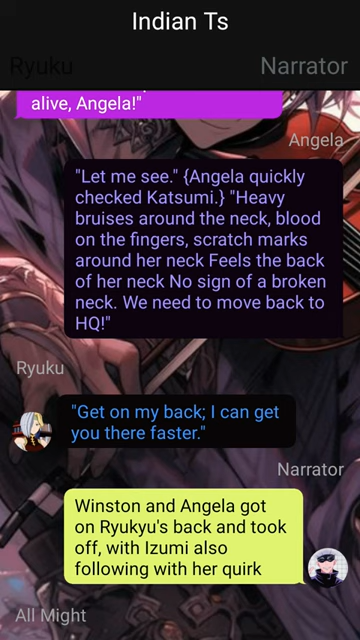 Indian Ts
Ryuku
Narrator
alive, Angela!"
Angela
"Let me see." {Angela quickly
checked Katsumi.} "Heavy
bruises around the neck, blood
on the fingers, scratch marks
around her neck Feels the back
of her neck No sign of a broken
neck. We need to move back to
HQ!"
Ryuku
"Get on my back; I can get
you there faster."
Narrator
Winston and Angela got
on Ryukyu's back and took
off, with Izumi also
following with her quirk
All Might